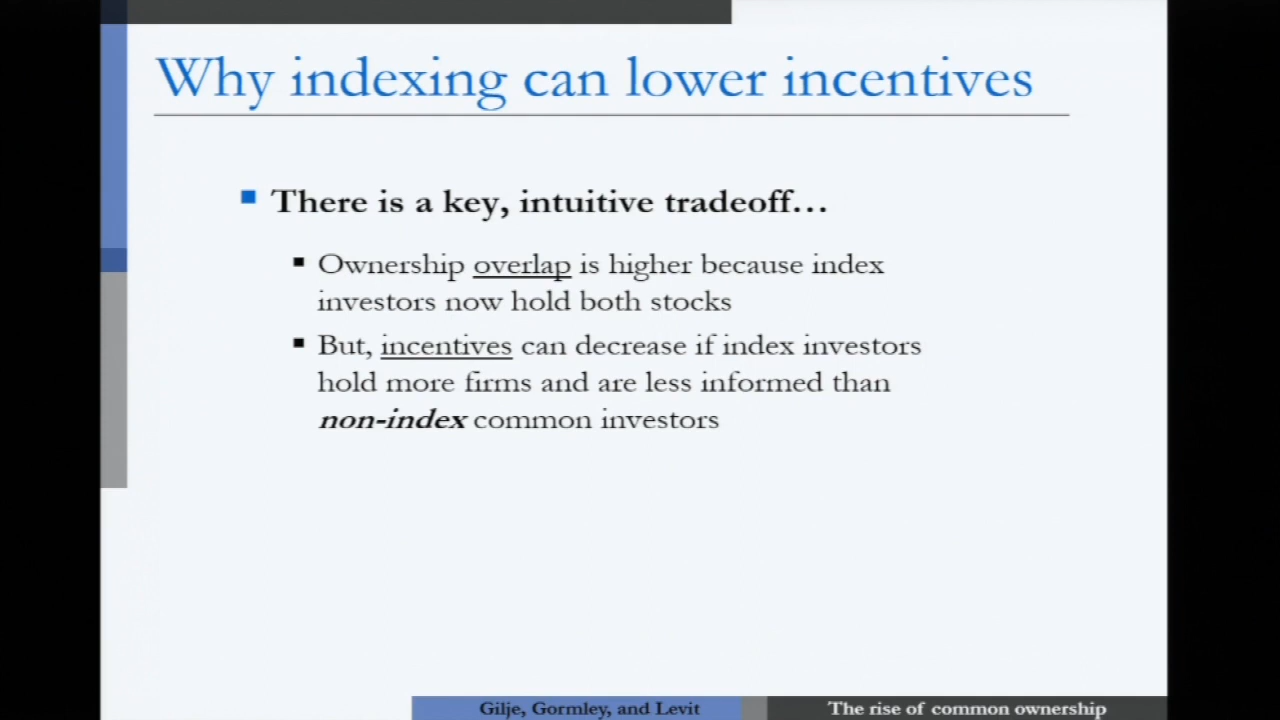 Why indexing can lower incentives
There is a key, intuitive tradeoff…
Ownership overlap is higher because index
investors now hold both stocks
But, incentives can decrease if index investors
hold more firms and are less informed than
non-index common investors
Gilje, Gormley, and Levit
The rise of common ownership